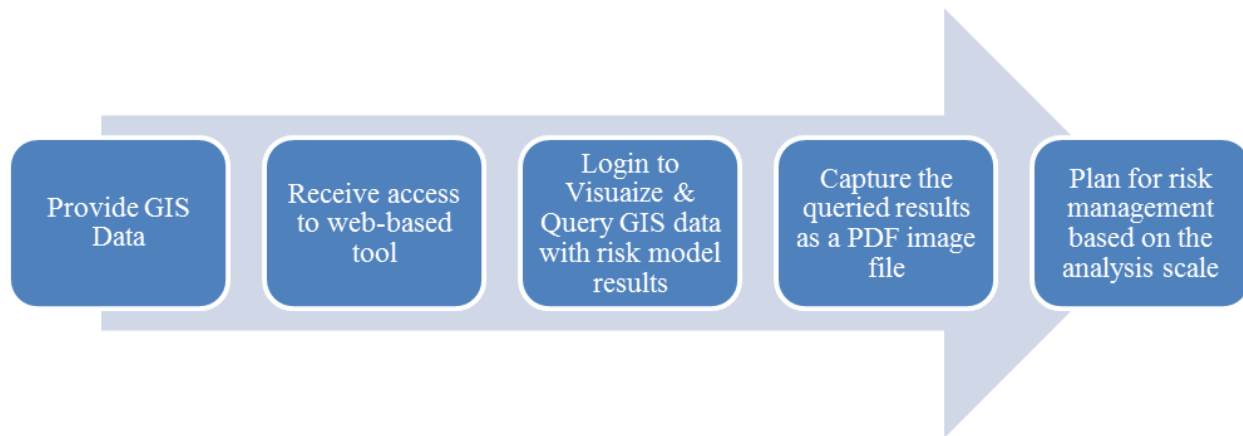 Provide GIS
Data
Receive access
to web-based
tool
Login to
Visuaize &
Query GIS data
with risk model
results
Capture the
queried results
as a PDF image
file
Plan for risk
management
based on the
analysis scale